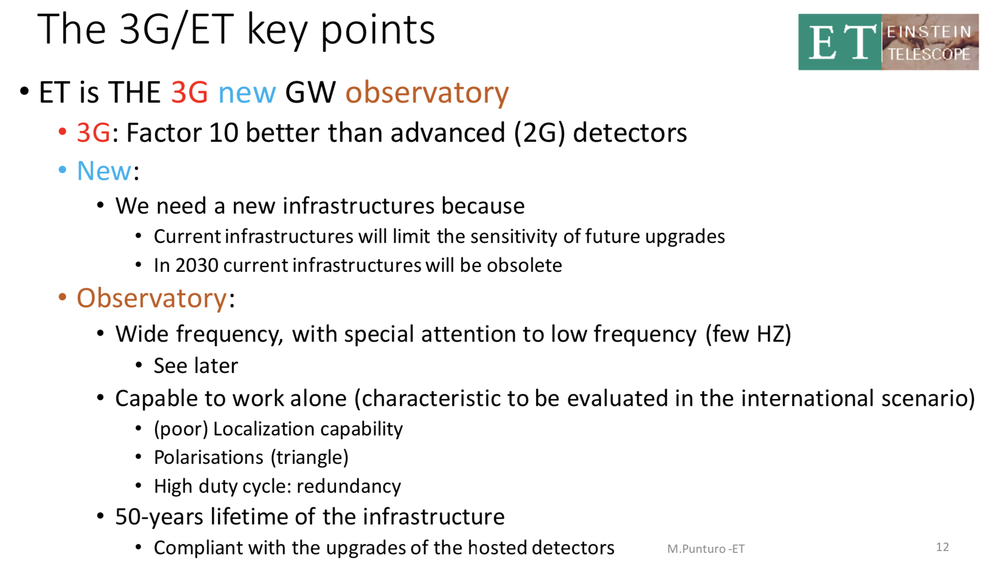 The 3G/ET key points
ET EINSTEIN
TELESCOPE
• ET is THE 3G new GW observatory
• 3G: Factor 10 better than advanced (2G) detectors
• New:
• We need a new infrastructures because
• Current infrastructures will limit the sensitivity of future upgrades
• In 2030 current infrastructures will be obsolete
• Observatory:
• Wide frequency, with special attention to low frequency (few HZ)
• See later
• Capable to work alone (characteristic to be evaluated in the international scenario)
• (poor) Localization capability
• Polarisations (triangle)
• High duty cycle: redundancy
• 50-years lifetime of the infrastructure
• Compliant with the upgrades of the hosted detectors
M.Punturo -ET
12